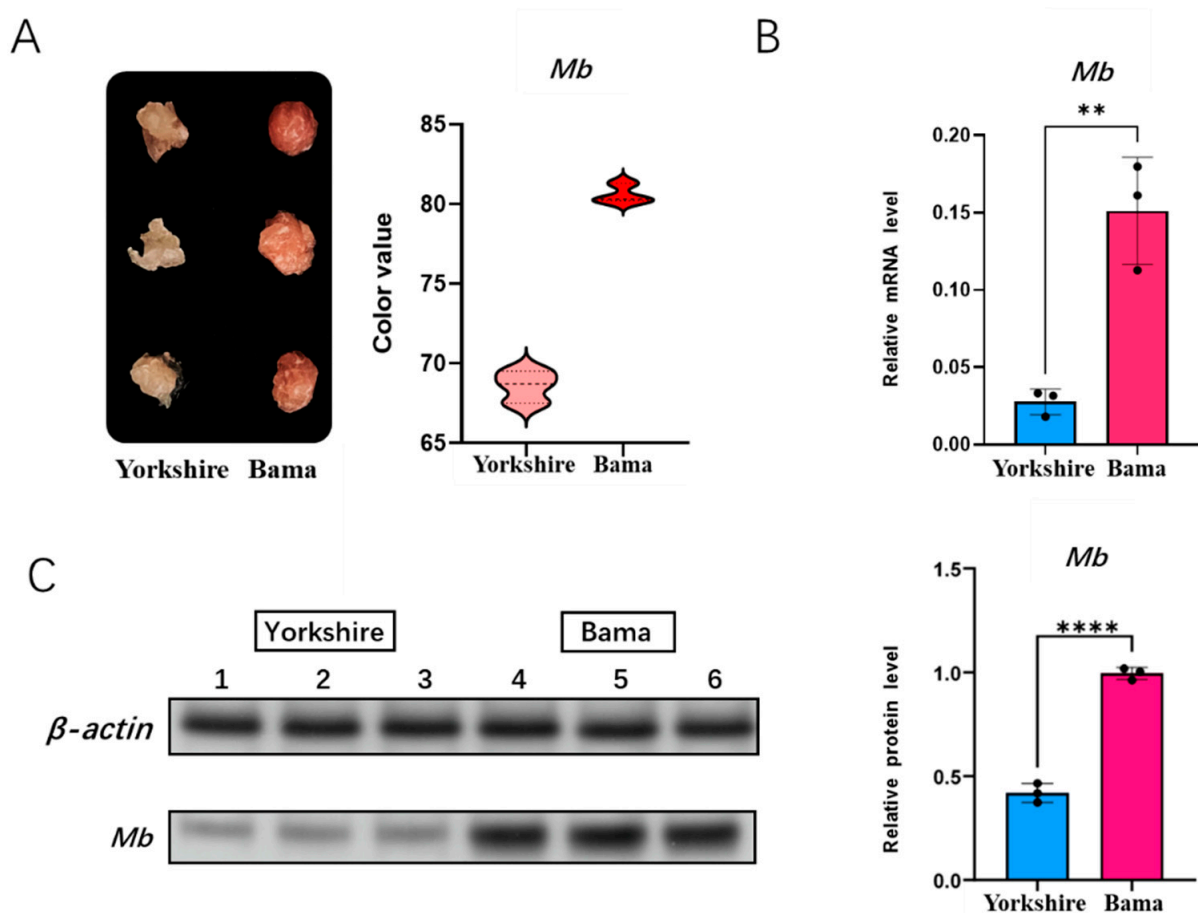 A
Yorkshire Bama
Mb
Color value
85
80
75
70
65
Yorkshire Bama
B
Mb
**
Relative mRNA level
0.20
0.15
0.10
0.05
0.00
Yorkshire Bama
C
Yorkshire Bama
1 2 3 4 5 6
β-actin
Mb
Mb
****
Relative protein level
1.5
1.0
0.5
0.0
Yorkshire Bama